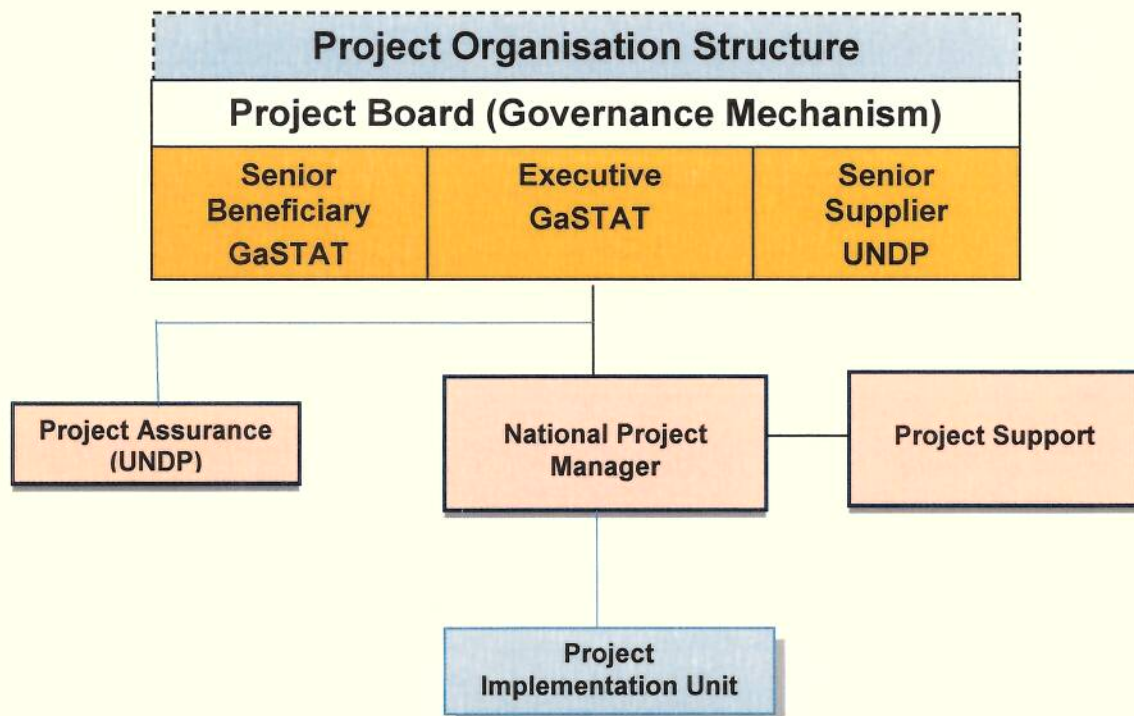 Project Organisation Structure
Project Board (Governance Mechanism)
Senior
Beneficiary
GaSTAT
Executive
GaSTAT
Senior
Supplier
UNDP
Project Assurance
(UNDP)
National Project
Manager
Project Support
Project
Implementation Unit